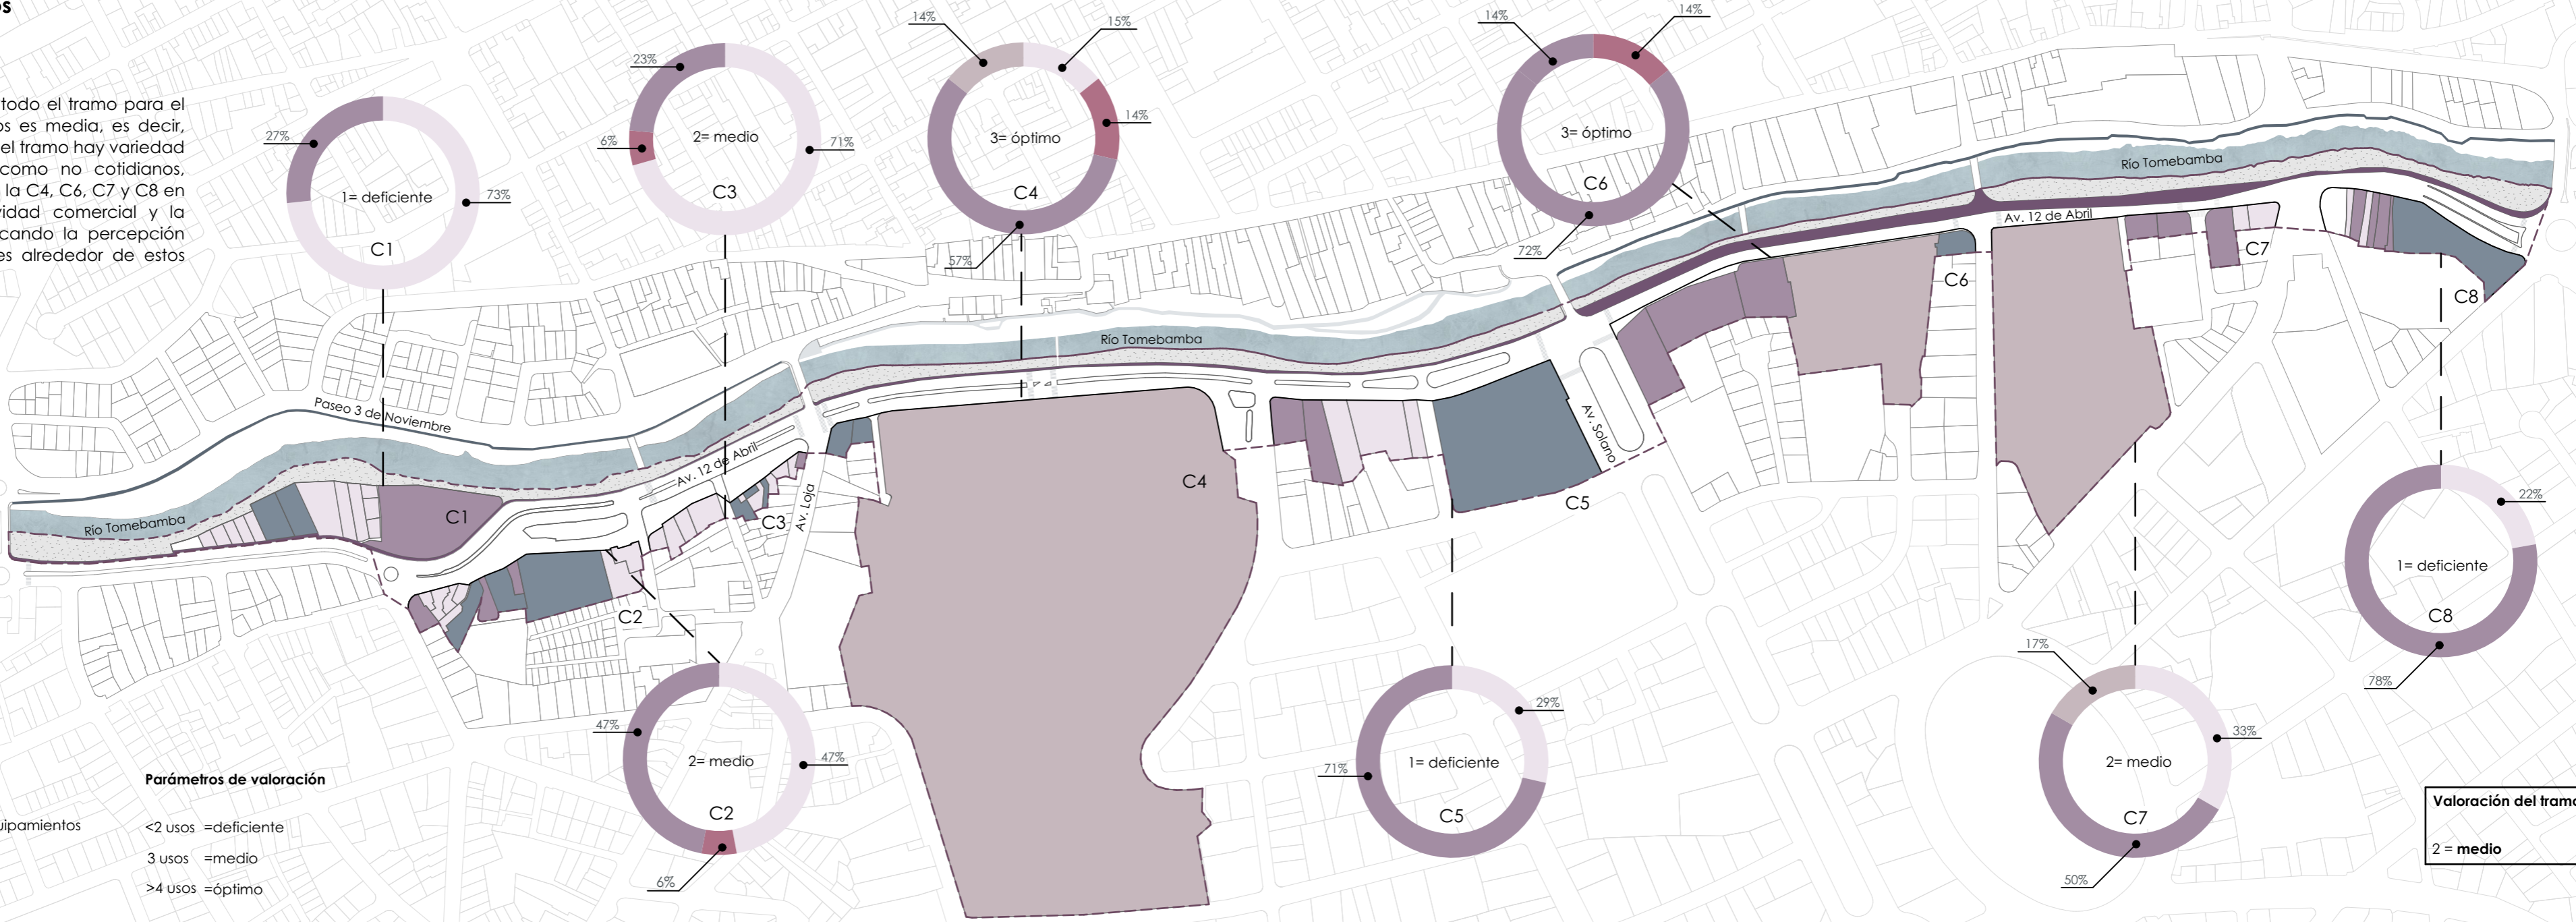 os
todo el tramo para el
os es media, es decir,
el tramo hay variedad
como no cotidianos,
la C4, C6, C7 y C8 en
vidad comercial y la
cando la percepción
es alrededor de estos
27%
73%
1= deficiente
C1
23%
6%
71%
2= medio
C3
14%
15%
14%
57%
3= óptimo
C4
14%
14%
72%
3= óptimo
C6
Río Tomebamba
Av. 12 de Abril
C7
C6
C8
Río Tomebamba
Paseo 3 de Noviembre
Av. 12 de Abril
Av. Loja
Av. Solano
C4
C5
C3
C1
Río Tomebamba
C2
47%
47%
6%
2= medio
C2
29%
71%
1= deficiente
C5
17%
33%
50%
2= medio
C7
22%
78%
1= deficiente
C8
Parámetros de valoración
uipamientos
<2 usos =deficiente
3 usos =medio
>4 usos =óptimo
Valoración del tramo
2 = medio